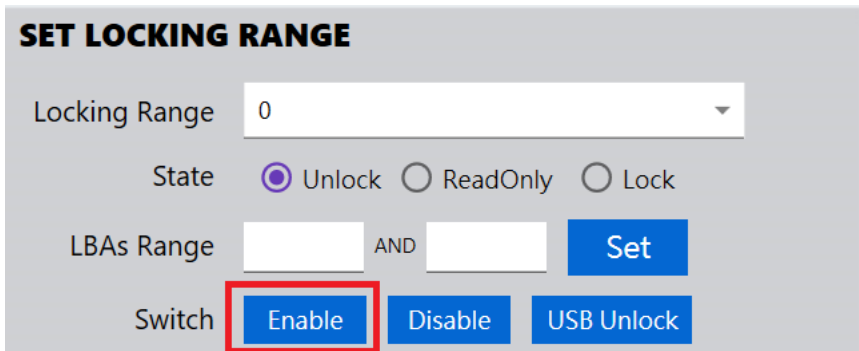 SET LOCKING RANGE
Locking Range 0
State Unlock ReadOnly Lock
LBAs Range AND Set
Switch Enable Disable USB Unlock